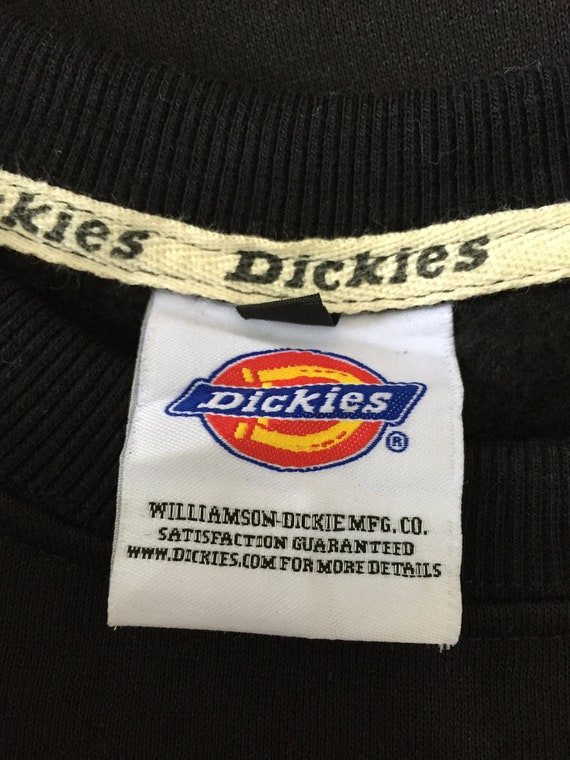 kies Dickies
Dickies
®
WILLIAMSON-DICKIE MFG. CO.
SATISFACTION GUARANTEED
WWW.DICKIES.COM FOR MORE DETAILS